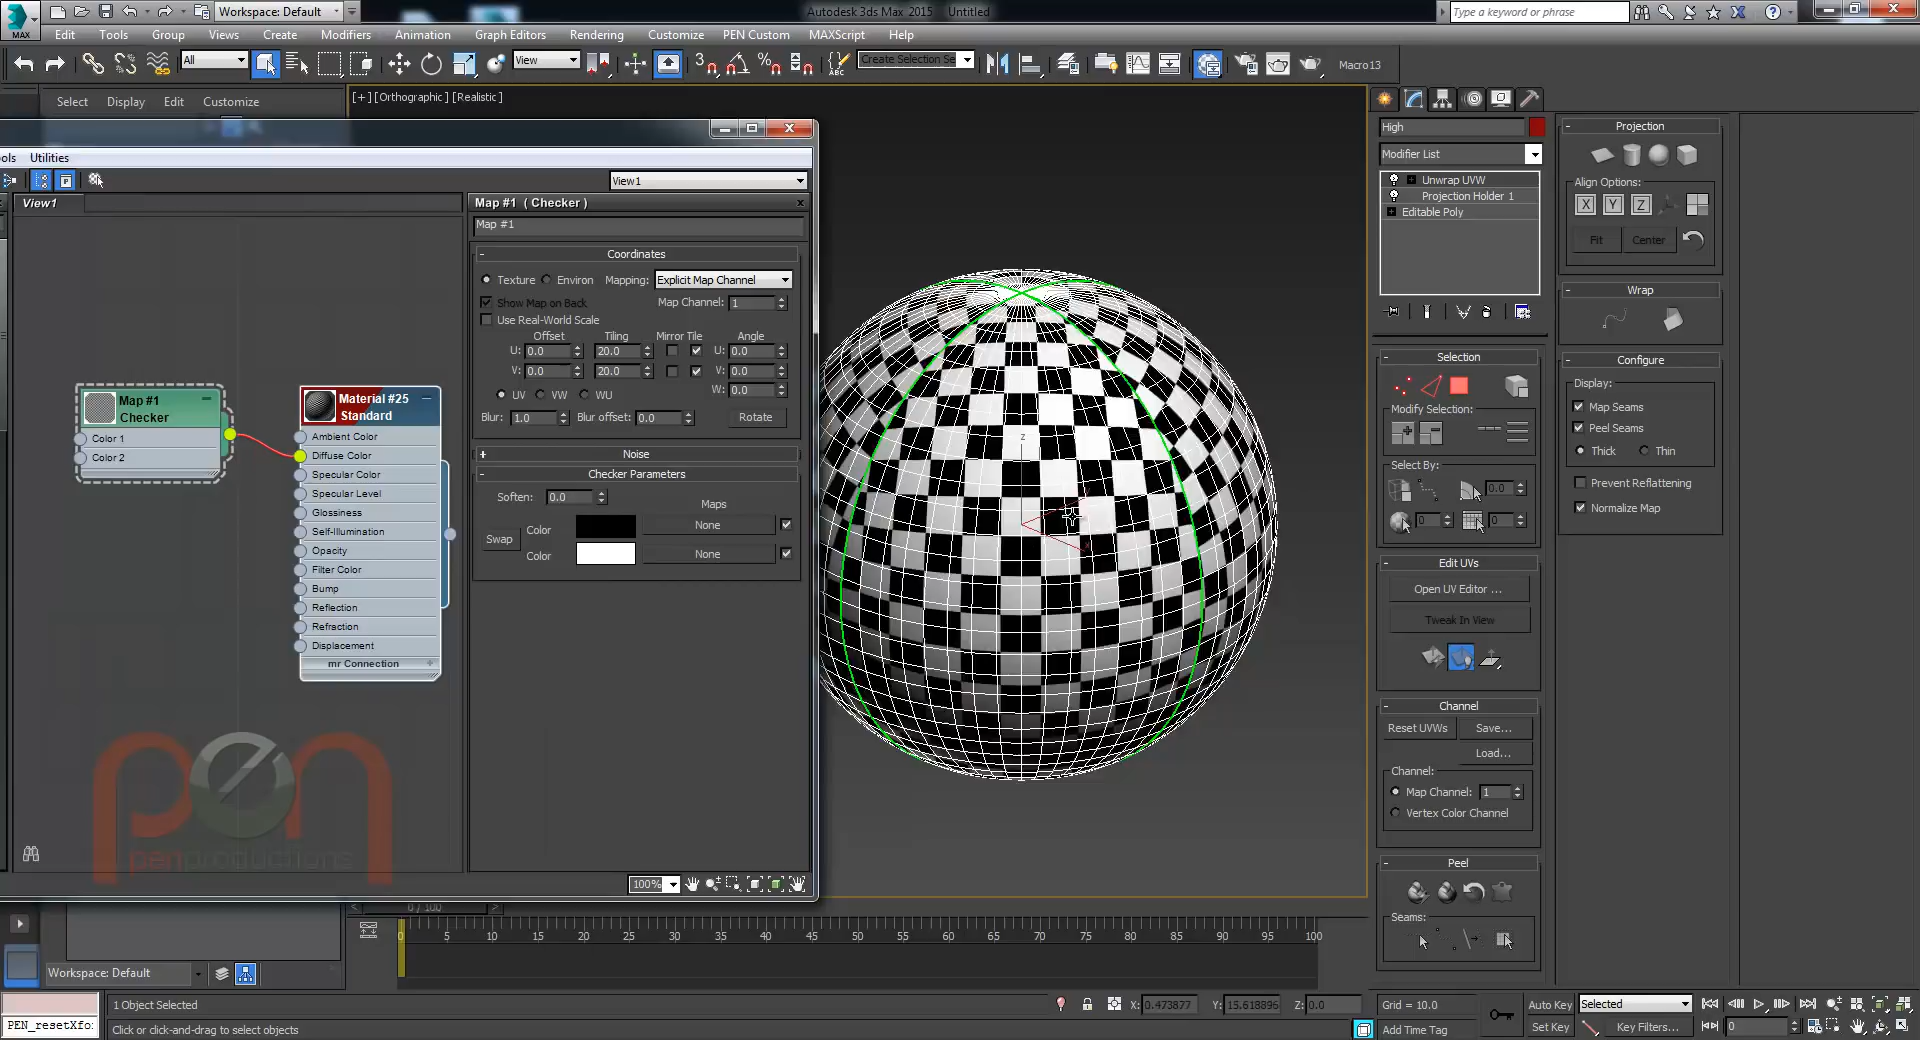 MAX
Workspace: Default
Autodesk 3ds Max 2015 Untitled
Type a keyword or phrase
Edit Tools Group Views Create Modifiers Animation Graph Editors Rendering Customize PEN Custom MAXScript Help
All View Create Selection Se Macro13
Select Display Edit Customize
[+] [Orthographic] [Realistic]
ols Utilities
View1
View1
Map #1 ( Checker )
Map #1
Coordinates
Texture Environ Mapping: Explicit Map Channel
Show Map on Back Map Channel: 1
Use Real-World Scale
Offset Tiling Mirror Tile Angle
U: 0.0 20.0 U: 0.0
V: 0.0 20.0 V: 0.0
W: 0.0
UV VW WU
Blur: 1.0 Blur offset: 0.0 Rotate
Noise
Checker Parameters
Soften: 0.0
Maps
Color None
Swap
Color None
Map #1
Checker
Color 1
Color 2
Material #25
Standard
Ambient Color
Diffuse Color
Specular Color
Specular Level
Glossiness
Self-Illumination
Opacity
Filter Color
Bump
Reflection
Refraction
Displacement
mr Connection
pen
penproductions
100%
z
High
Modifier List
Unwrap UVW
Projection Holder 1
Editable Poly
Selection
Modify Selection:
Select By:
0.0
0 0
Edit UVs
Open UV Editor ...
Tweak In View
Channel
Reset UVWs Save...
Load...
Channel:
Map Channel: 1
Vertex Color Channel
Peel
Seams:
Projection
Align Options:
X Y Z
Fit Center
Wrap
Configure
Display:
Map Seams
Peel Seams
Thick Thin
Prevent Reflattening
Normalize Map
0 / 100
0 5 10 15 20 25 30 35 40 45 50 55 60 65 70 75 80 85 90 95 100
Workspace: Default
1 Object Selected
X: 0.473877 Y: 15.618896 Z: 0.0 Grid = 10.0
Auto Key Selected
PEN_resetXfo
Click or click-and-drag to select objects
Add Time Tag
Set Key Key Filters... 0